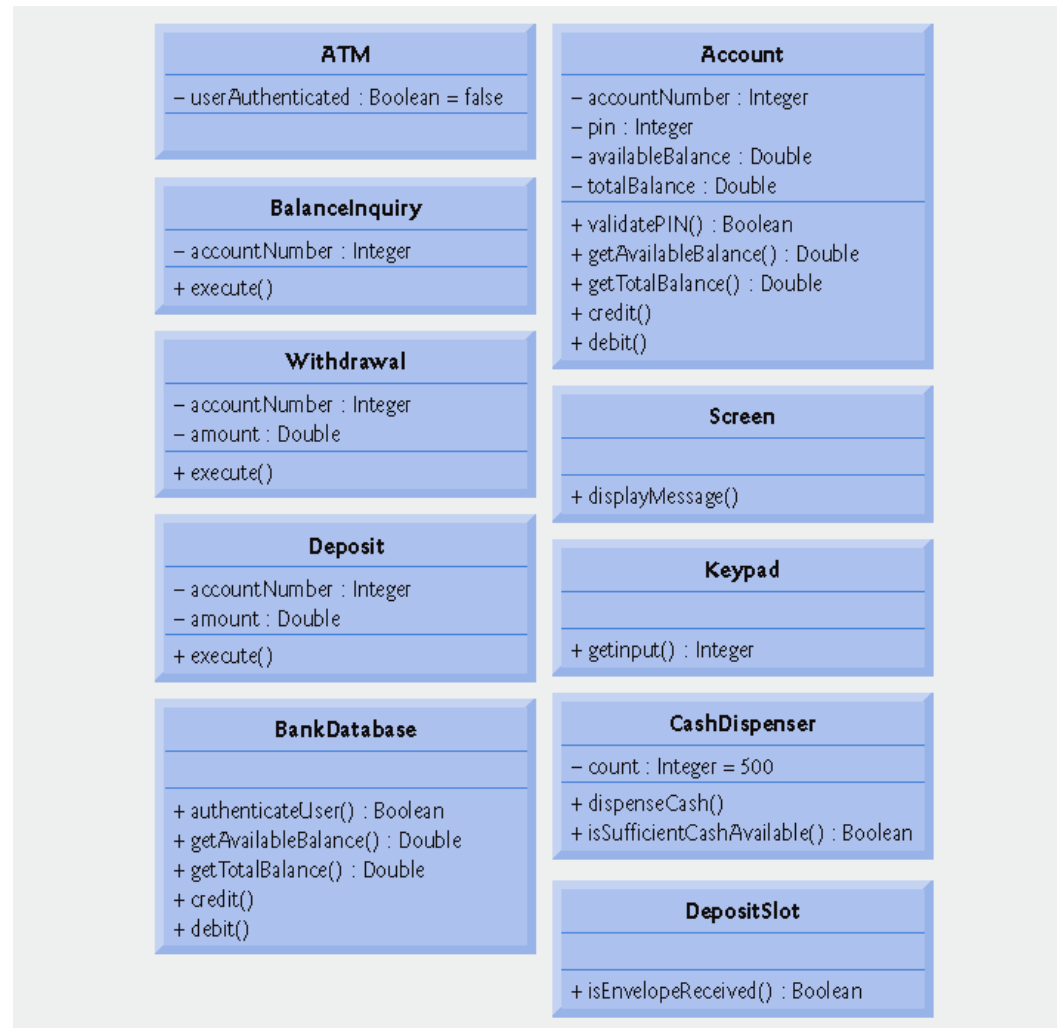 ATM
– userAuthenticated : Boolean = false
BalanceInquiry
– accountNumber : Integer
+ execute()
Withdrawal
– accountNumber : Integer
– amount : Double
+ execute()
Deposit
– accountNumber : Integer
– amount : Double
+ execute()
BankDatabase
+ authenticateUser() : Boolean
+ getAvailableBalance() : Double
+ getTotalBalance() : Double
+ credit()
+ debit()
Account
– accountNumber : Integer
– pin : Integer
– availableBalance : Double
– totalBalance : Double
+ validatePIN() : Boolean
+ getAvailableBalance() : Double
+ getTotalBalance() : Double
+ credit()
+ debit()
Screen
+ displayMessage()
Keypad
+ getinput() : Integer
CashDispenser
– count : Integer = 500
+ dispenseCash()
+ isSufficientCashAvailable() : Boolean
DepositSlot
+ isEnvelopeReceived() : Boolean